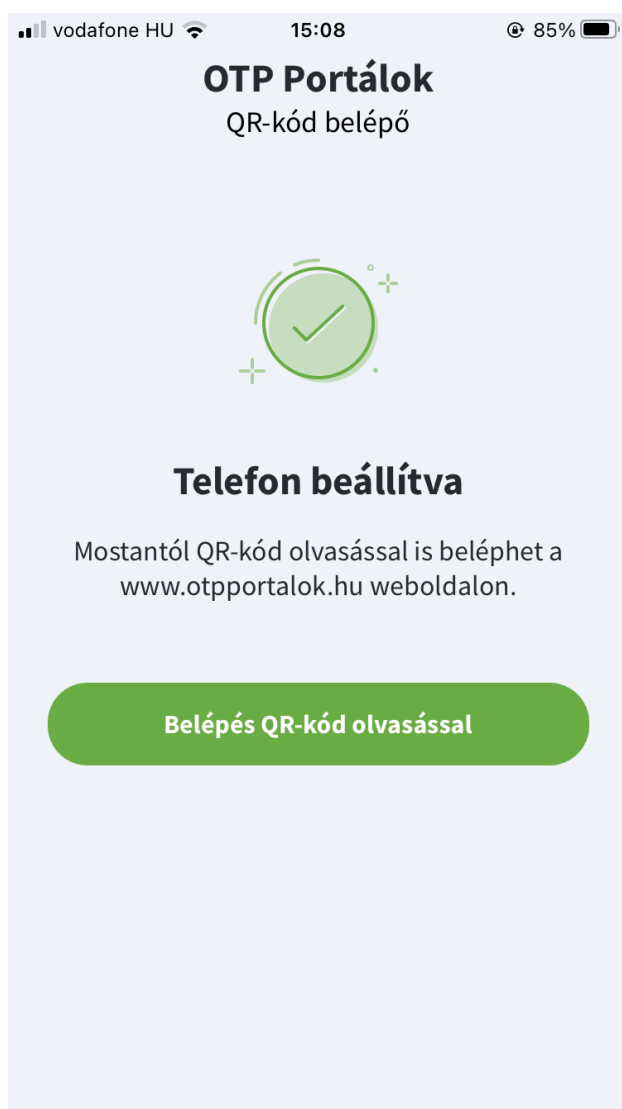 vodafone HU 15:08 85%
OTP Portálok
QR-kód belépő
Telefon beállítva
Mostantól QR-kód olvasással is beléphet a
www.otpportalok.hu weboldalon.
Belépés QR-kód olvasással